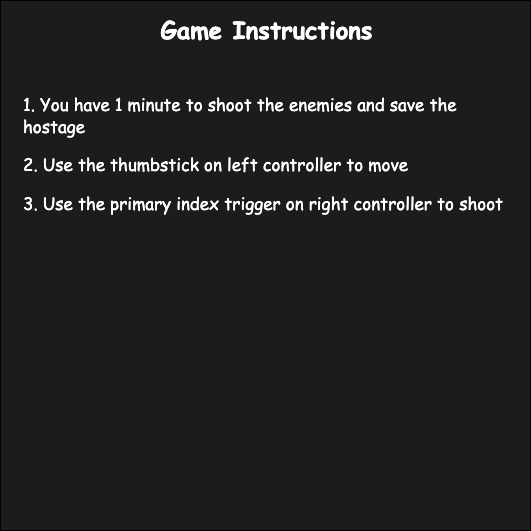 Game Instructions
1. You have 1 minute to shoot the enemies and save the
hostage
2. Use the thumbstick on left controller to move
3. Use the primary index trigger on right controller to shoot